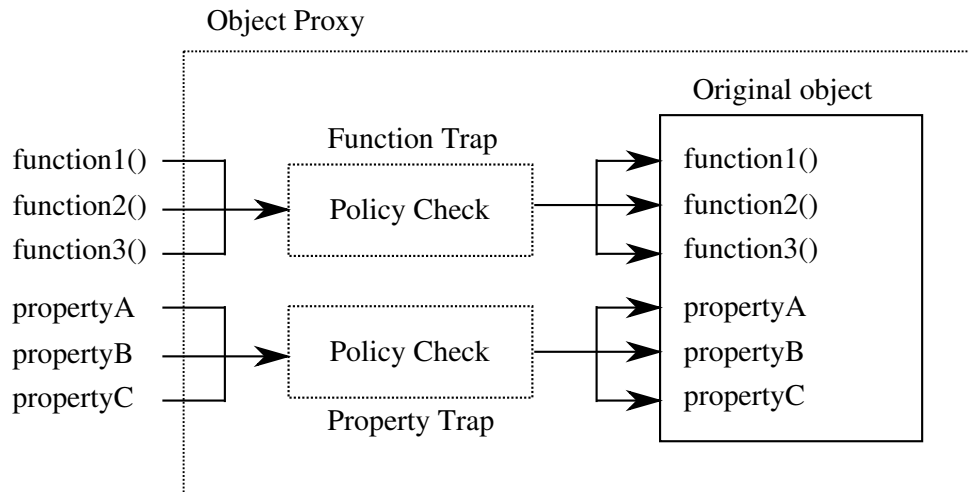 Object Proxy
Original object
Function Trap
function1()
function2()
function3()
Policy Check
function1()
function2()
function3()
propertyA
propertyB
propertyC
Policy Check
Property Trap
propertyA
propertyB
propertyC